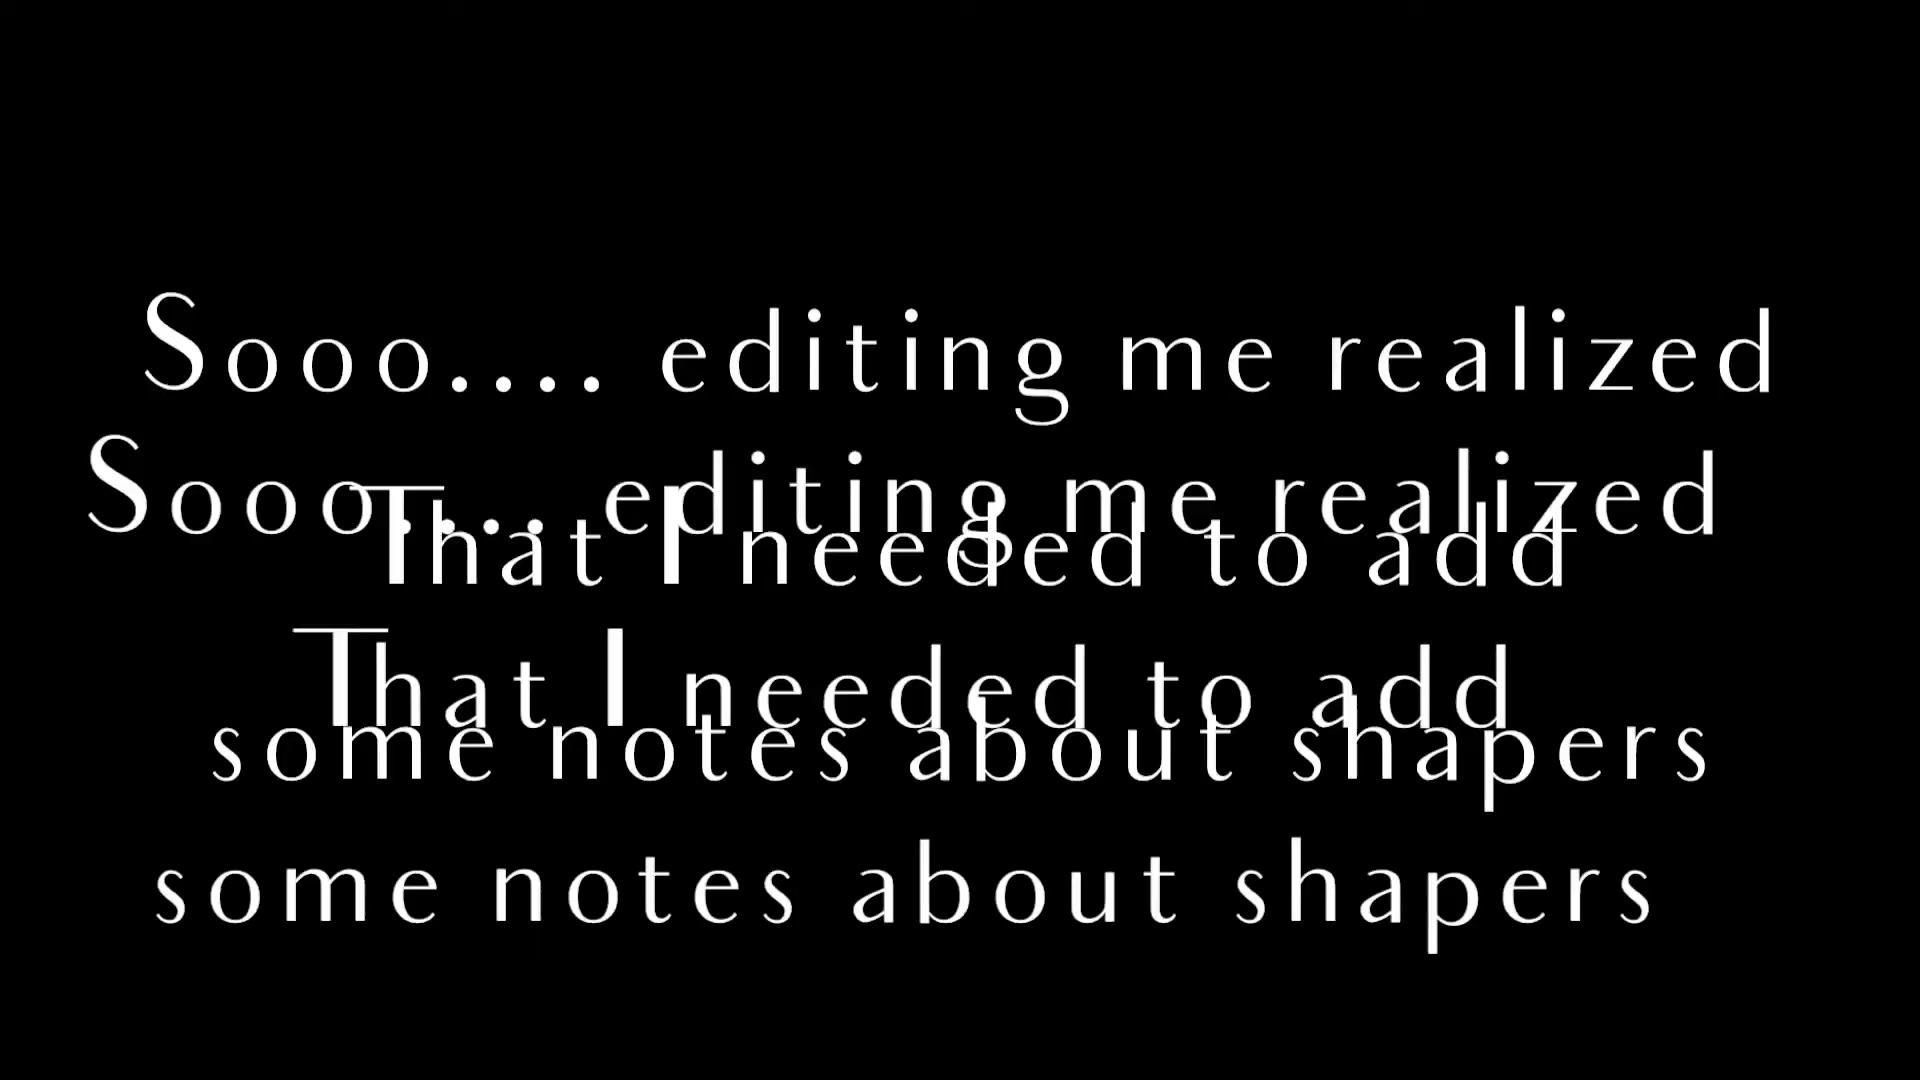 Sooo.... editing me realized
Sooo.... editing me realized
That I needed to add
That I needed to add
some notes about shapers
some notes about shapers